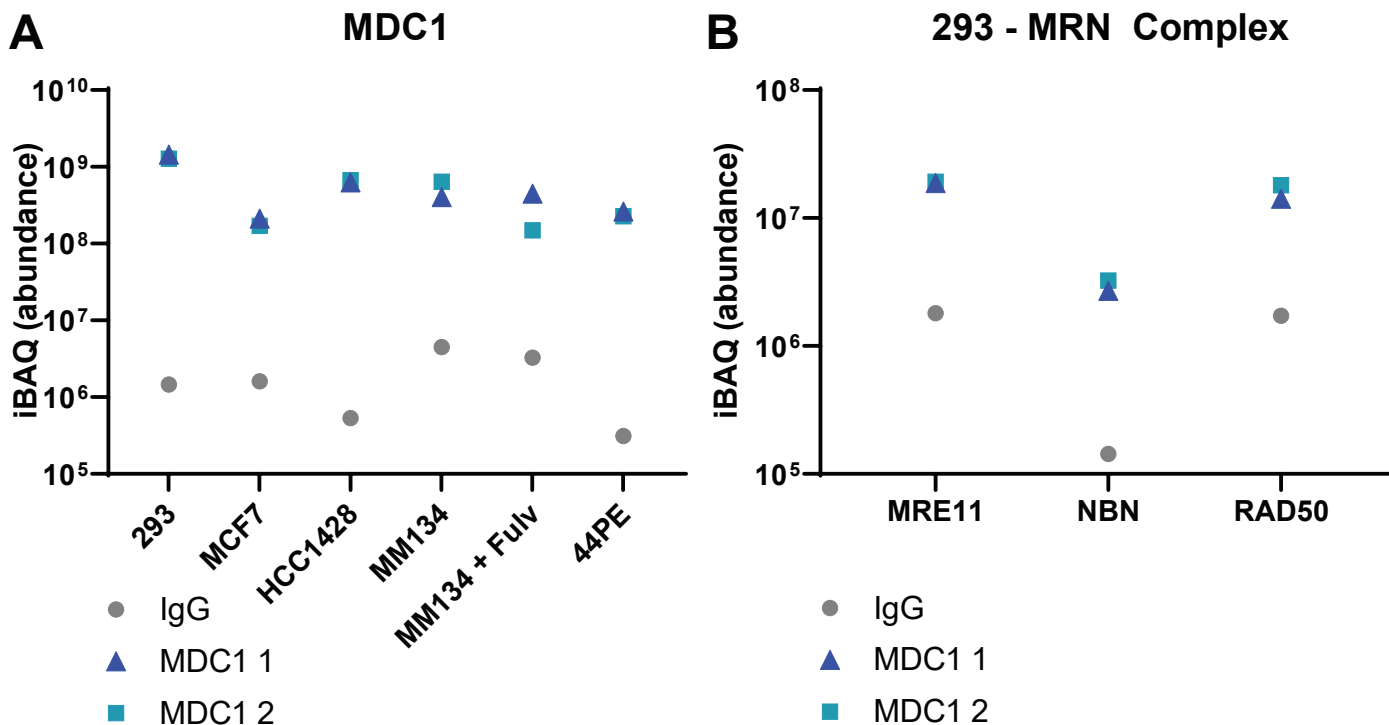 A
MDC1
iBAQ (abundance)
10^10
10^9
10^8
10^7
10^6
10^5
293
MCF7
HCC1428
MM134
MM134 + Fulv
44PE
IgG
MDC1 1
MDC1 2
B
293 - MRN Complex
iBAQ (abundance)
10^8
10^7
10^6
10^5
MRE11
NBN
RAD50
IgG
MDC1 1
MDC1 2